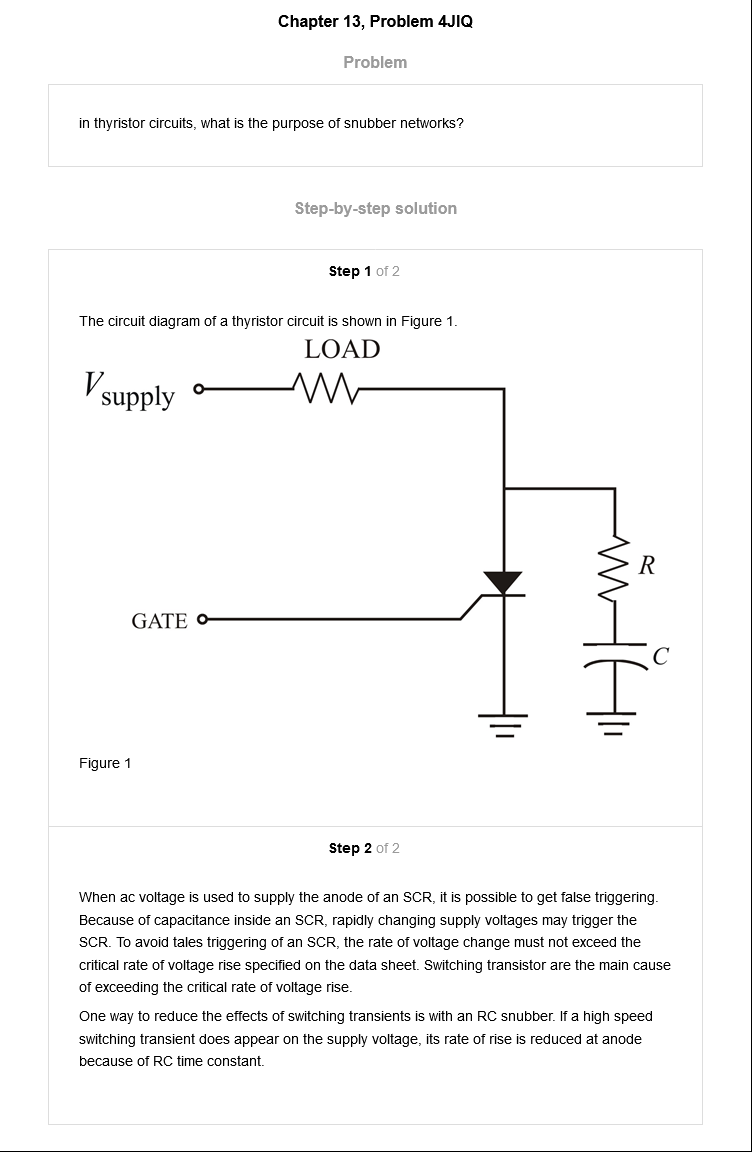 Chapter 13, Problem 4JIQ
Problem
in thyristor circuits, what is the purpose of snubber networks?
Step-by-step solution
Step 1 of 2
The circuit diagram of a thyristor circuit is shown in Figure 1.
LOAD
Vsupply
R
GATE
C
Figure 1
Step 2 of 2
When ac voltage is used to supply the anode of an SCR, it is possible to get false triggering.
Because of capacitance inside an SCR, rapidly changing supply voltages may trigger the
SCR. To avoid tales triggering of an SCR, the rate of voltage change must not exceed the
critical rate of voltage rise specified on the data sheet. Switching transistor are the main cause
of exceeding the critical rate of voltage rise.
One way to reduce the effects of switching transients is with an RC snubber. If a high speed
switching transient does appear on the supply voltage, its rate of rise is reduced at anode
because of RC time constant.